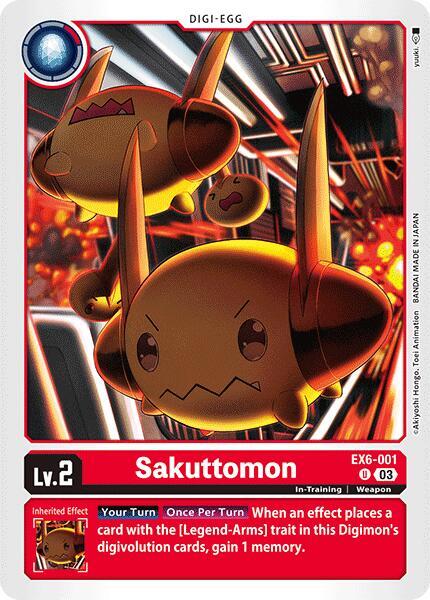 DIGI-EGG
yuuki.
©Akiyoshi Hongo, Toei Animation BANDAI MADE IN JAPAN
Lv.2
Sakuttomon
EX6-001
U 03
In-Training | Weapon
Inherited Effect
Your Turn Once Per Turn When an effect places a
card with the [Legend-Arms] trait in this Digimon's
digivolution cards, gain 1 memory.